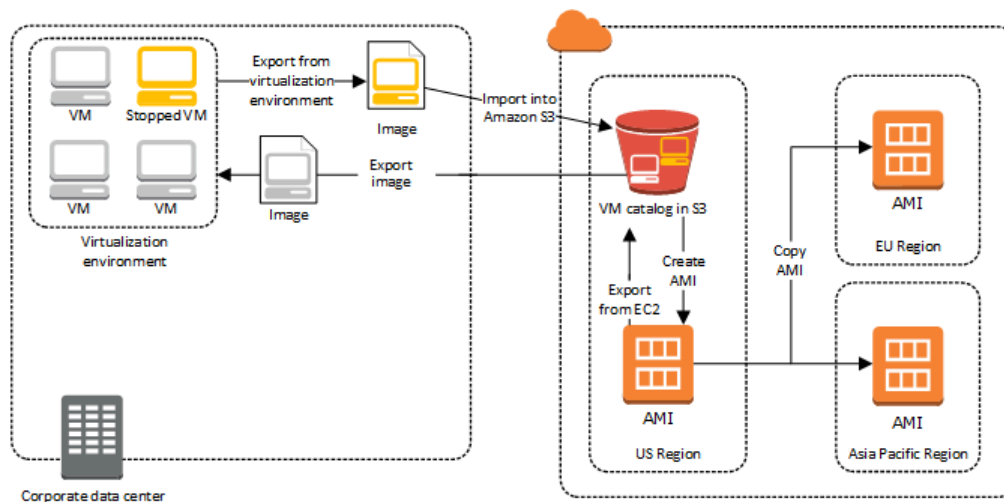 Export from
virtualization
environment
VM
Stopped VM
Image
Import into
Amazon S3
Export
image
VM
VM
Image
Virtualization
environment
VM catalog in S3
Create
AMI
Export
from EC2
Copy
AMI
AMI
EU Region
AMI
US Region
AMI
Asia Pacific Region
Corporate data center